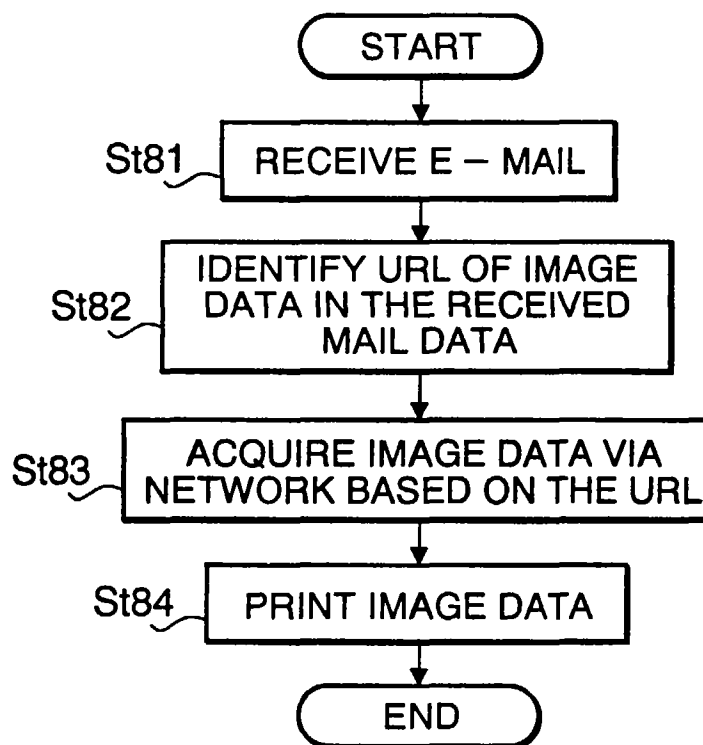 START
St81
RECEIVE E – MAIL
St82
IDENTIFY URL OF IMAGE
DATA IN THE RECEIVED
MAIL DATA
St83
ACQUIRE IMAGE DATA VIA
NETWORK BASED ON THE URL
St84
PRINT IMAGE DATA
END